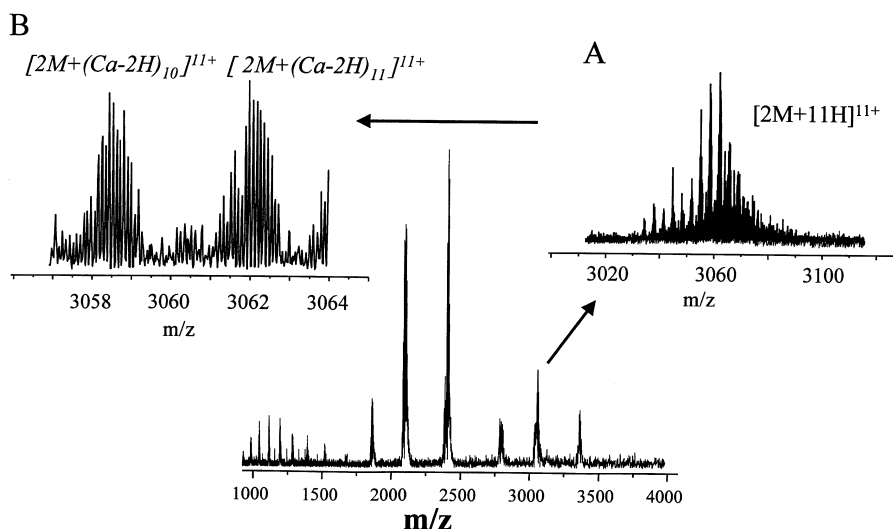 B
A
[2M+(Ca-2H)10]11+ [ 2M+(Ca-2H)11]11+
[2M+11H]11+
3058 3060 3062 3064
m/z
3020 3060 3100
m/z
1000 1500 2000 2500 3000 3500 4000
m/z